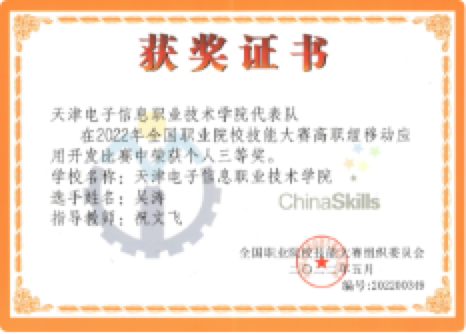 获奖证书
天津电子信息职业技术学院代表队
在2022年全国职业院校技能大赛高职组移动应
用开发比赛中荣获个人三等奖。
学校名称：天津电子信息职业技术学院
选手姓名：吴涛
指导教师：祝文飞
ChinaSkills
全国职业院校技能大赛组织委员会
二〇二二年五月
编号:202200349